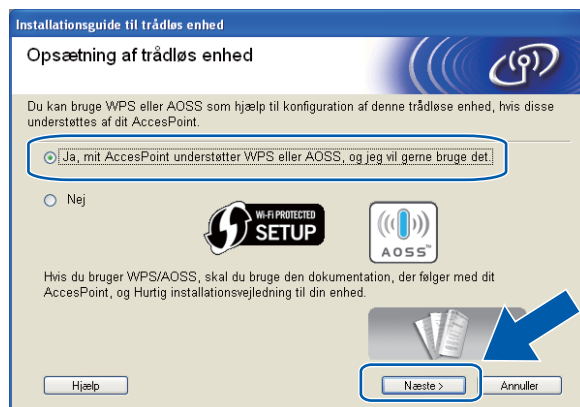 Installationsguide til trådløs enhed
Opsætning af trådløs enhed
Du kan bruge WPS eller AOSS som hjælp til konfiguration af denne trådløse enhed, hvis disse
understøttes af dit AccesPoint.
Ja, mit AccesPoint understøtter WPS eller AOSS, og jeg vil gerne bruge det.
Nej
WI-FI PROTECTED
SETUP
AOSS™
Hvis du bruger WPS/AOSS, skal du bruge den dokumentation, der følger med dit
AccesPoint, og Hurtig installationsvejledning til din enhed.
Hjælp
Næste >
Annuller